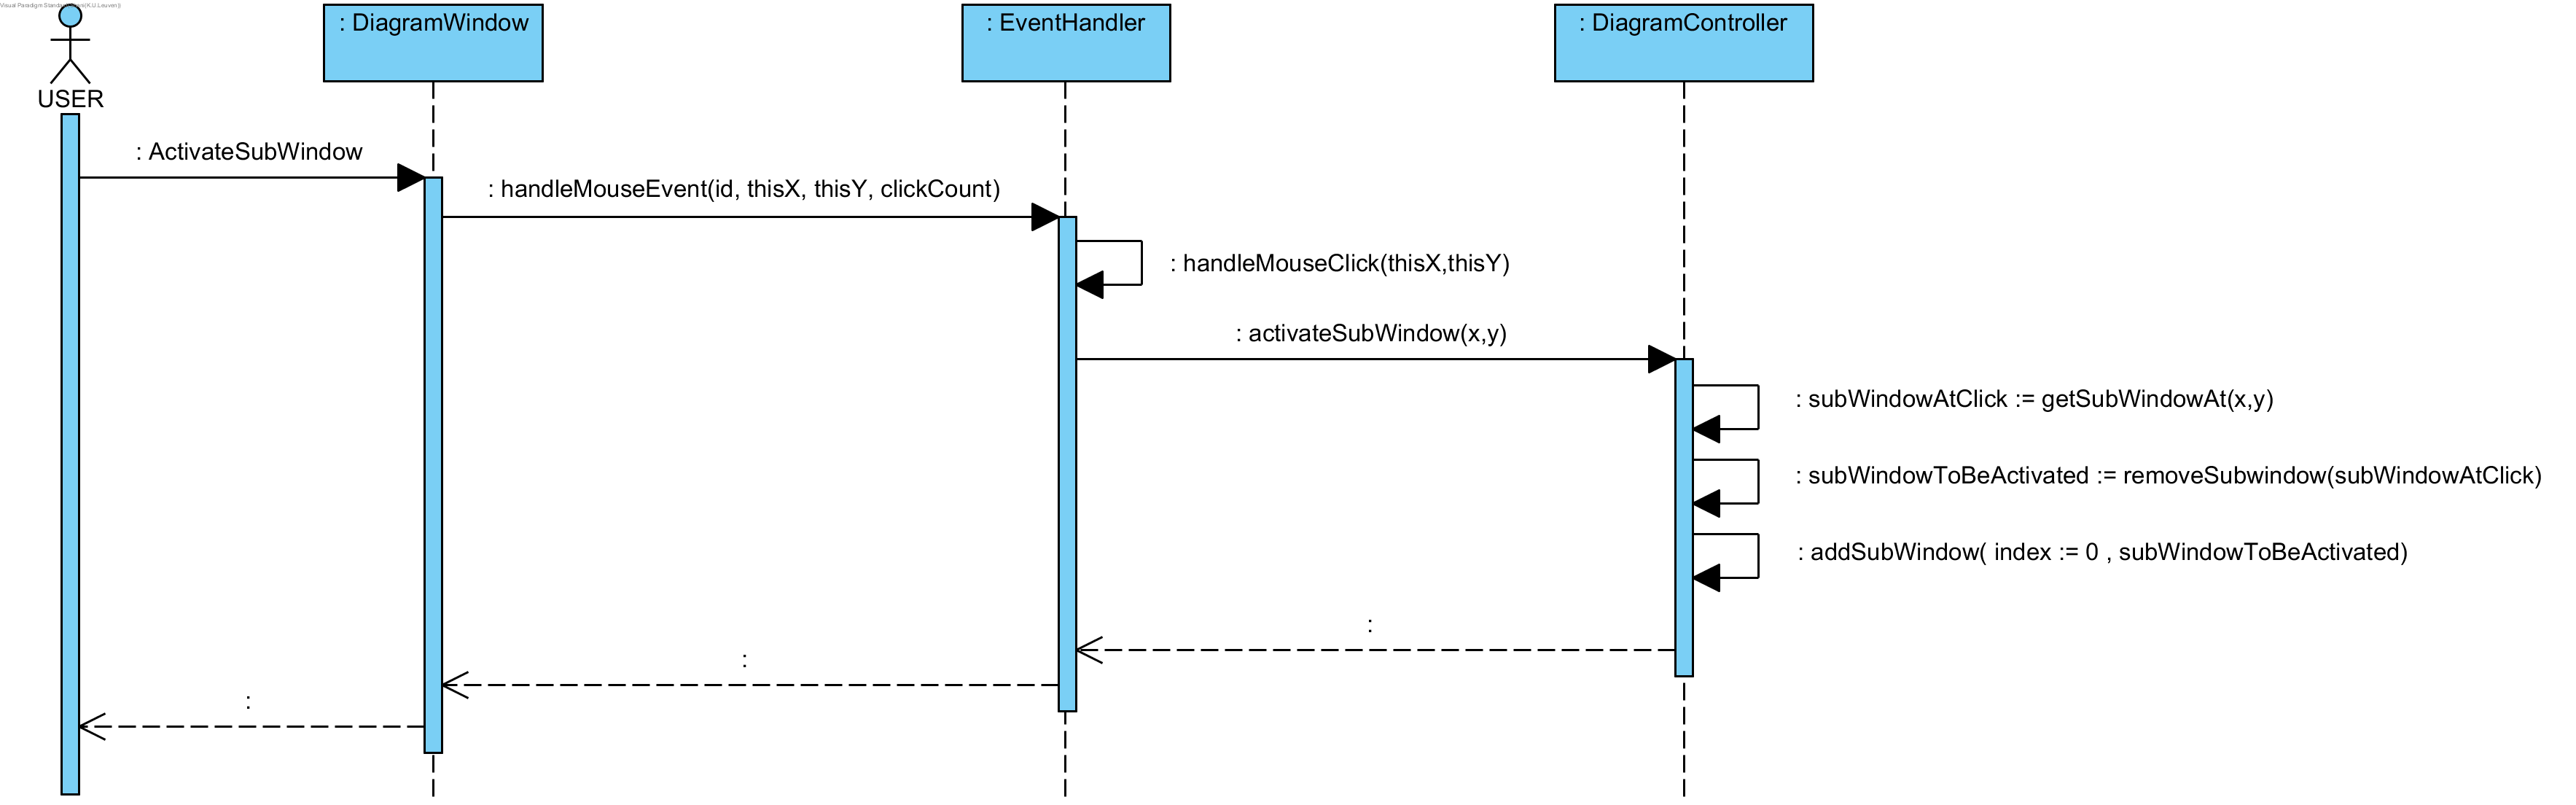 Visual Paradigm Standard
(K.U.Leuven))
: DiagramWindow
: EventHandler
: DiagramController
USER
: ActivateSubWindow
: handleMouseEvent(id, thisX, thisY, clickCount)
: handleMouseClick(thisX,thisY)
: activateSubWindow(x,y)
: subWindowAtClick := getSubWindowAt(x,y)
: subWindowToBeActivated := removeSubwindow(subWindowAtClick)
: addSubWindow( index := 0 , subWindowToBeActivated)
:
:
: